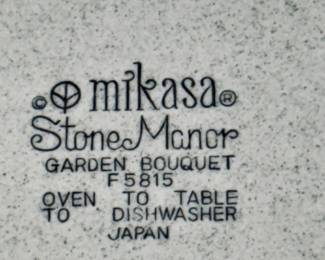 © mikasa®
Stone Manor
GARDEN BOUQUET
F5815
OVEN TO TABLE
TO DISHWASHER
JAPAN